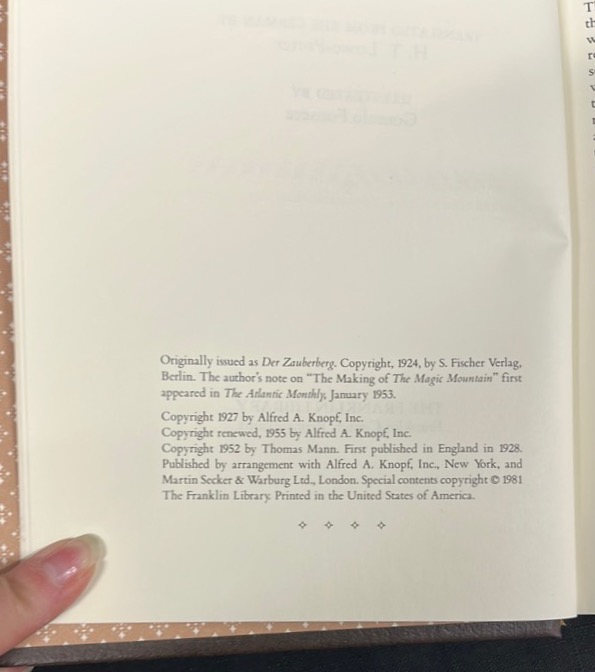 Originally issued as Der Zauberberg. Copyright, 1924, by S. Fischer Verlag,
Berlin. The author's note on "The Making of The Magic Mountain" first
appeared in The Atlantic Monthly, January 1953.
Copyright 1927 by Alfred A. Knopf, Inc.
Copyright renewed, 1955 by Alfred A. Knopf, Inc.
Copyright 1952 by Thomas Mann. First published in England in 1928.
Published by arrangement with Alfred A. Knopf, Inc., New York, and
Martin Secker & Warburg Ltd., London. Special contents copyright © 1981
The Franklin Library. Printed in the United States of America.